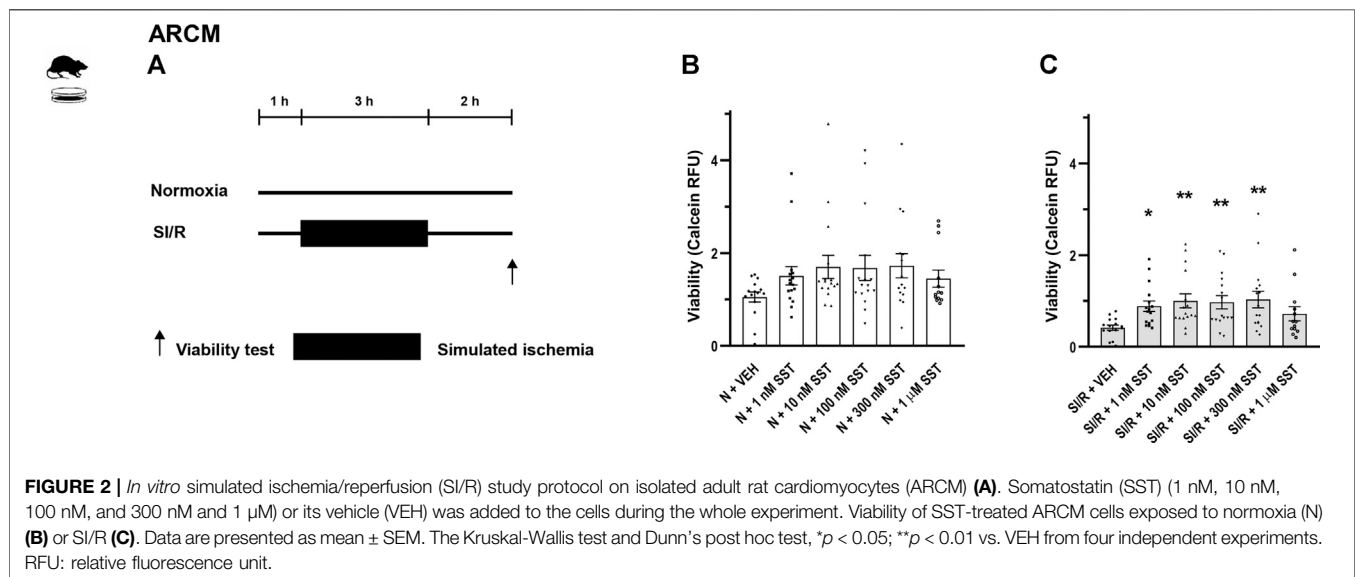 ARCM
A
1 h 3 h 2 h
Normoxia
SI/R
Viability test
Simulated ischemia
B
Viability (Calcein RFU)
4
2
0
N + VEH
N + 1 nM SST
N + 10 nM SST
N + 100 nM SST
N + 300 nM SST
N + 1 μM SST
C
Viability (Calcein RFU)
4
2
0
*
**
**
**
SI/R + VEH
SI/R + 1 nM SST
SI/R + 10 nM SST
SI/R + 100 nM SST
SI/R + 300 nM SST
SI/R + 1 μM SST
FIGURE 2 | In vitro simulated ischemia/reperfusion (SI/R) study protocol on isolated adult rat cardiomyocytes (ARCM) (A). Somatostatin (SST) (1 nM, 10 nM,
100 nM, and 300 nM and 1 μM) or its vehicle (VEH) was added to the cells during the whole experiment. Viability of SST-treated ARCM cells exposed to normoxia (N)
(B) or SI/R (C). Data are presented as mean ± SEM. The Kruskal-Wallis test and Dunn's post hoc test, *p < 0.05; **p < 0.01 vs. VEH from four independent experiments.
RFU: relative fluorescence unit.